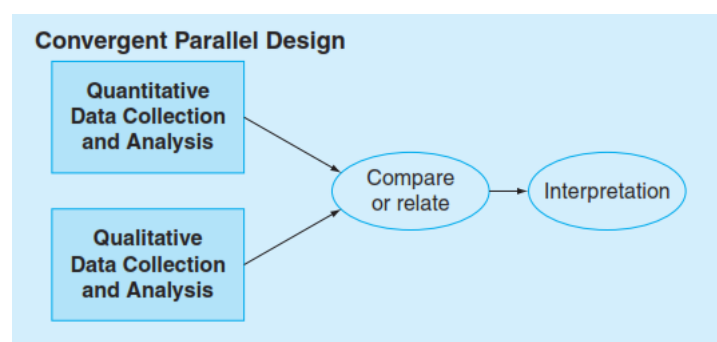 Convergent Parallel Design
Quantitative
Data Collection
and Analysis
Compare
or relate
Interpretation
Qualitative
Data Collection
and Analysis